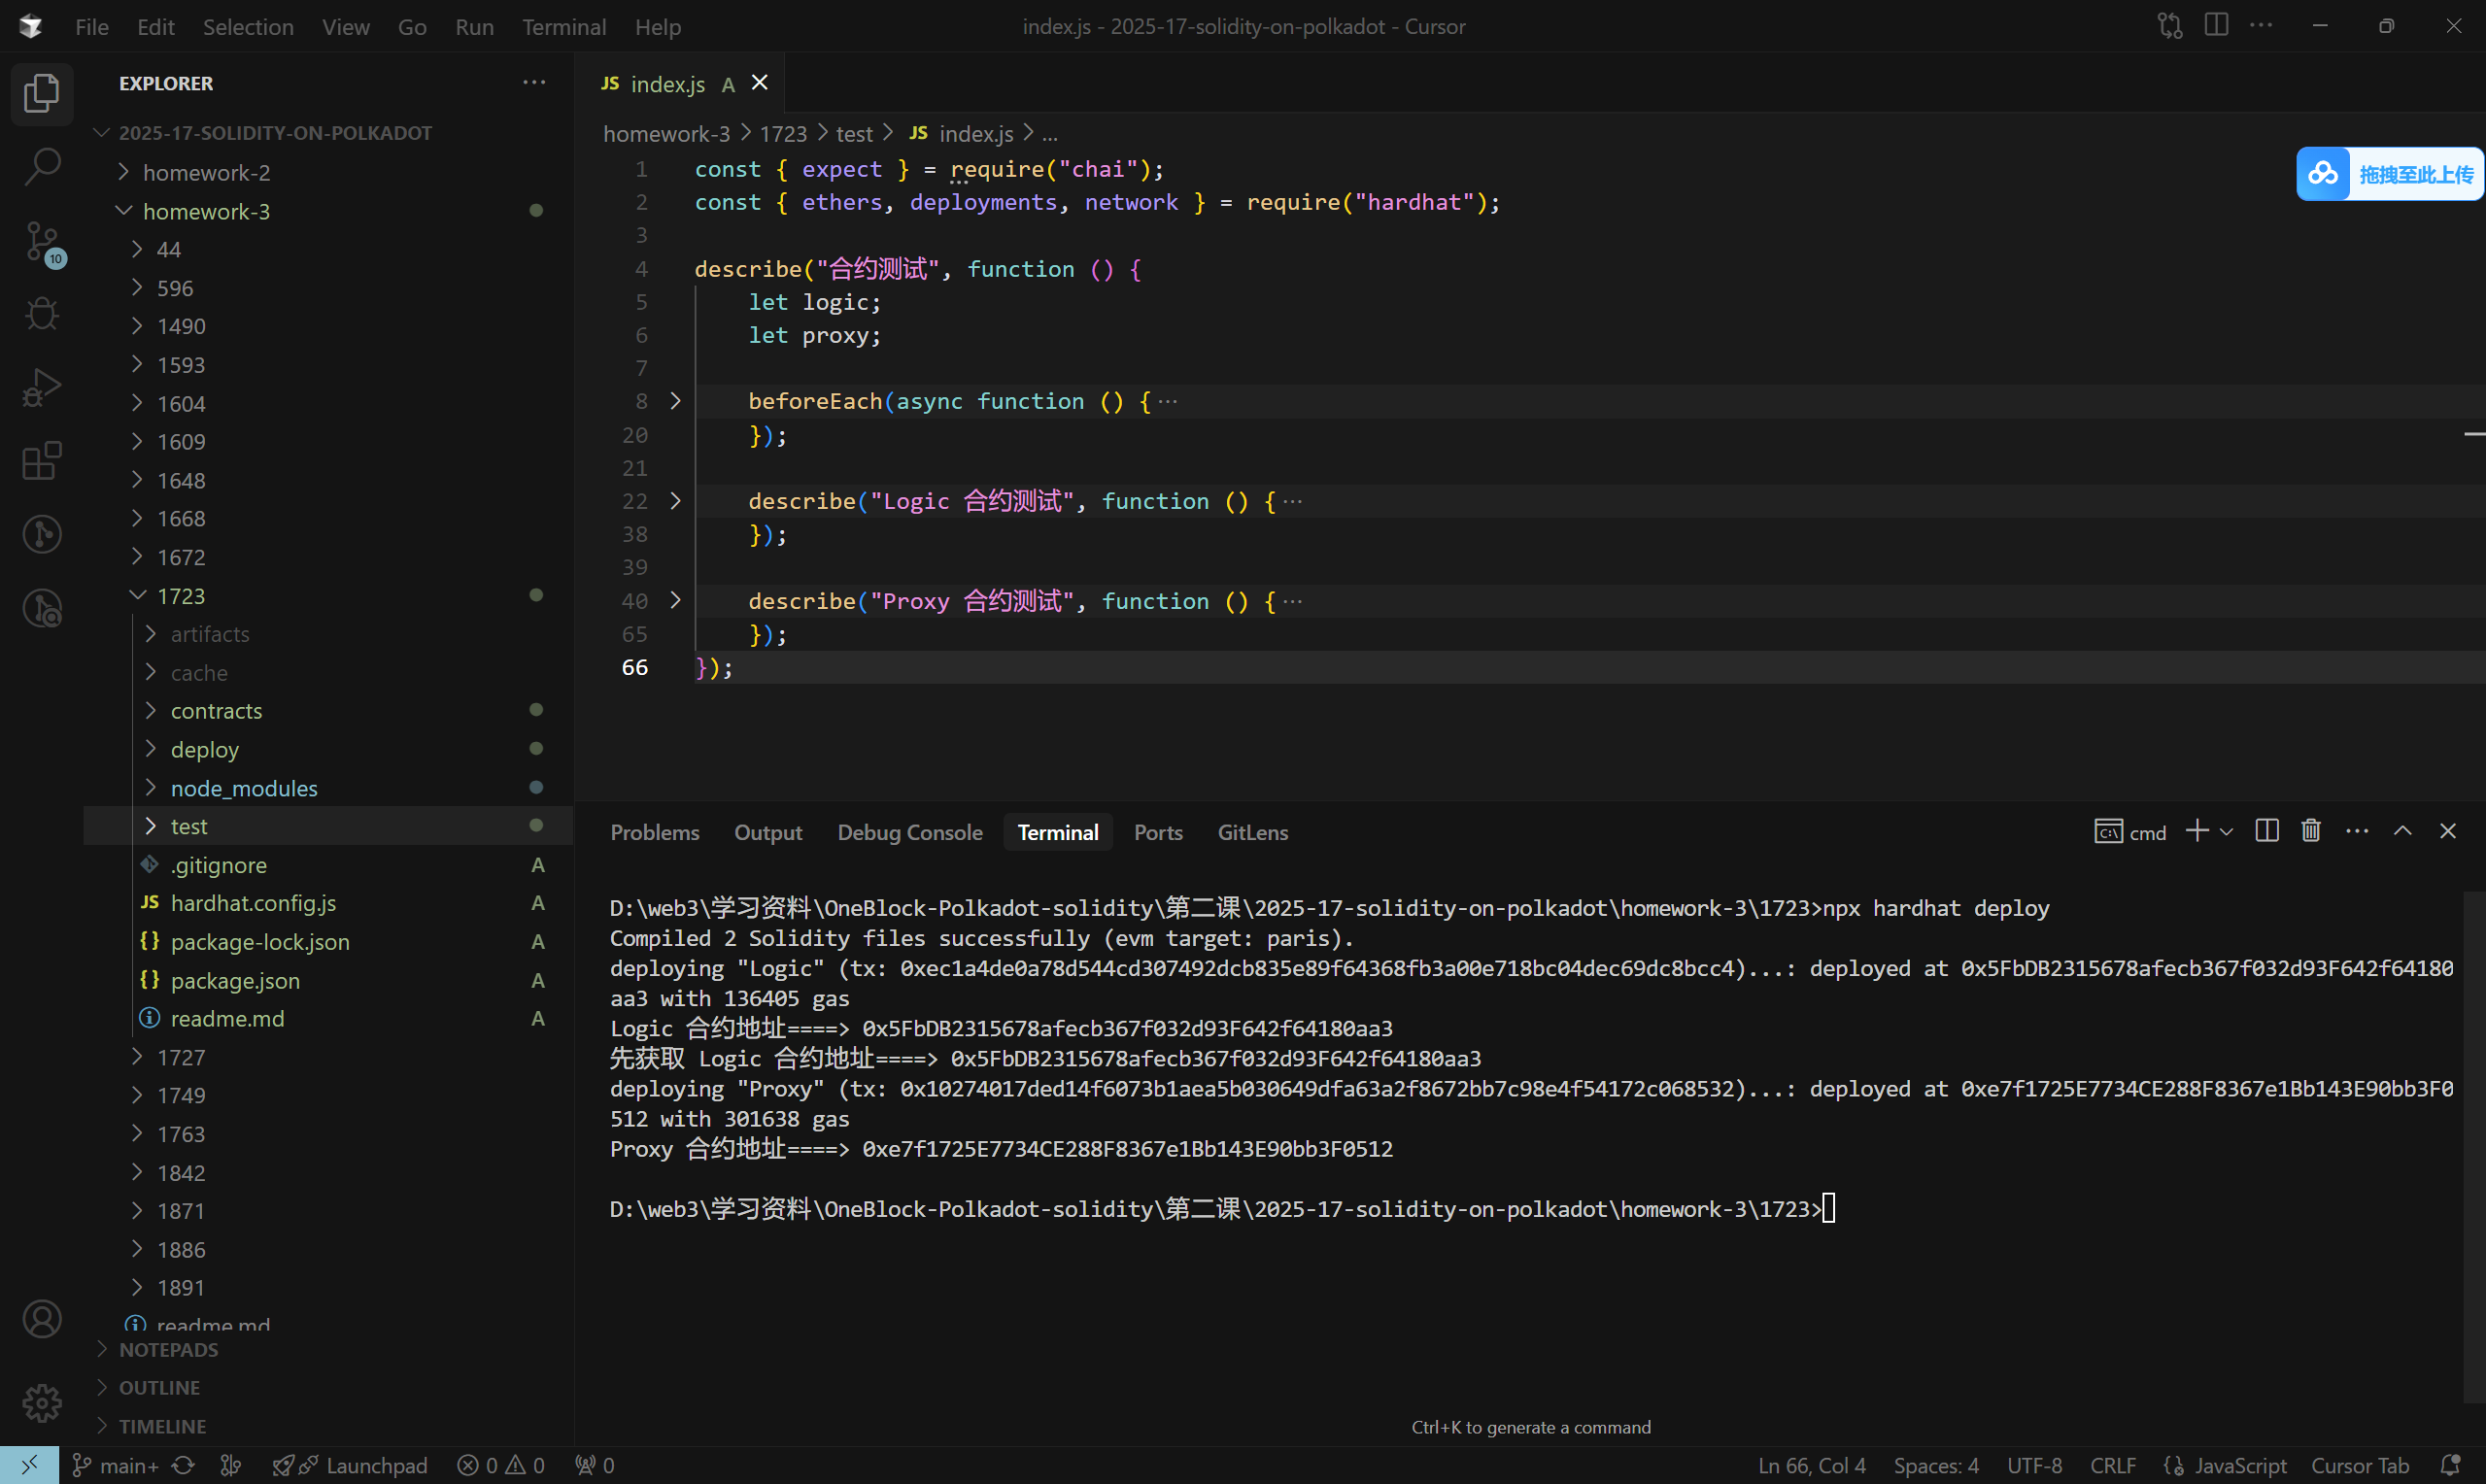 File Edit Selection View Go Run Terminal Help
index.js - 2025-17-solidity-on-polkadot - Cursor
EXPLORER
2025-17-SOLIDITY-ON-POLKADOT
homework-2
homework-3
44
596
1490
1593
1604
1609
1648
1668
1672
1723
artifacts
cache
contracts
deploy
node_modules
test
.gitignore A
JS hardhat.config.js A
{} package-lock.json A
{} package.json A
readme.md A
1727
1749
1763
1842
1871
1886
1891
readme.md
NOTEPADS
OUTLINE
TIMELINE
10
JS index.js A
homework-3 > 1723 > test > JS index.js > ...
拖拽至此上传
1 const { expect } = require("chai");
2 const { ethers, deployments, network } = require("hardhat");
3
4 describe("合约测试", function () {
5 let logic;
6 let proxy;
7
8 beforeEach(async function () {···
20 });
21
22 describe("Logic 合约测试", function () {···
38 });
39
40 describe("Proxy 合约测试", function () {···
65 });
66 });
Problems Output Debug Console Terminal Ports GitLens
cmd
D:\web3\学习资料\OneBlock-Polkadot-solidity\第二课\2025-17-solidity-on-polkadot\homework-3\1723>npx hardhat deploy
Compiled 2 Solidity files successfully (evm target: paris).
deploying "Logic" (tx: 0xec1a4de0a78d544cd307492dcb835e89f64368fb3a00e718bc04dec69dc8bcc4)...: deployed at 0x5FbDB2315678afecb367f032d93F642f64180
aa3 with 136405 gas
Logic 合约地址====> 0x5FbDB2315678afecb367f032d93F642f64180aa3
先获取 Logic 合约地址====> 0x5FbDB2315678afecb367f032d93F642f64180aa3
deploying "Proxy" (tx: 0x10274017ded14f6073b1aea5b030649dfa63a2f8672bb7c98e4f54172c068532)...: deployed at 0xe7f1725E7734CE288F8367e1Bb143E90bb3F0
512 with 301638 gas
Proxy 合约地址====> 0xe7f1725E7734CE288F8367e1Bb143E90bb3F0512
D:\web3\学习资料\OneBlock-Polkadot-solidity\第二课\2025-17-solidity-on-polkadot\homework-3\1723>
Ctrl+K to generate a command
main+ Launchpad 0 0 0
Ln 66, Col 4 Spaces: 4 UTF-8 CRLF JavaScript Cursor Tab